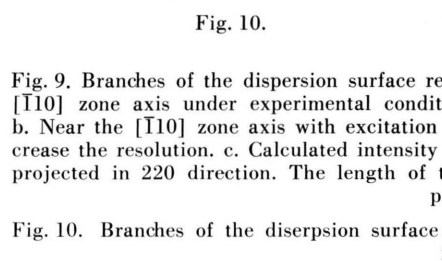 Fig. 10.
Fig. 9. Branches of the dispersion surface re
[1̄10] zone axis under experimental condit
b. Near the [1̄10] zone axis with excitation
crease the resolution. c. Calculated intensity
projected in 220 direction. The length of t
p
Fig. 10. Branches of the diserpsion surface